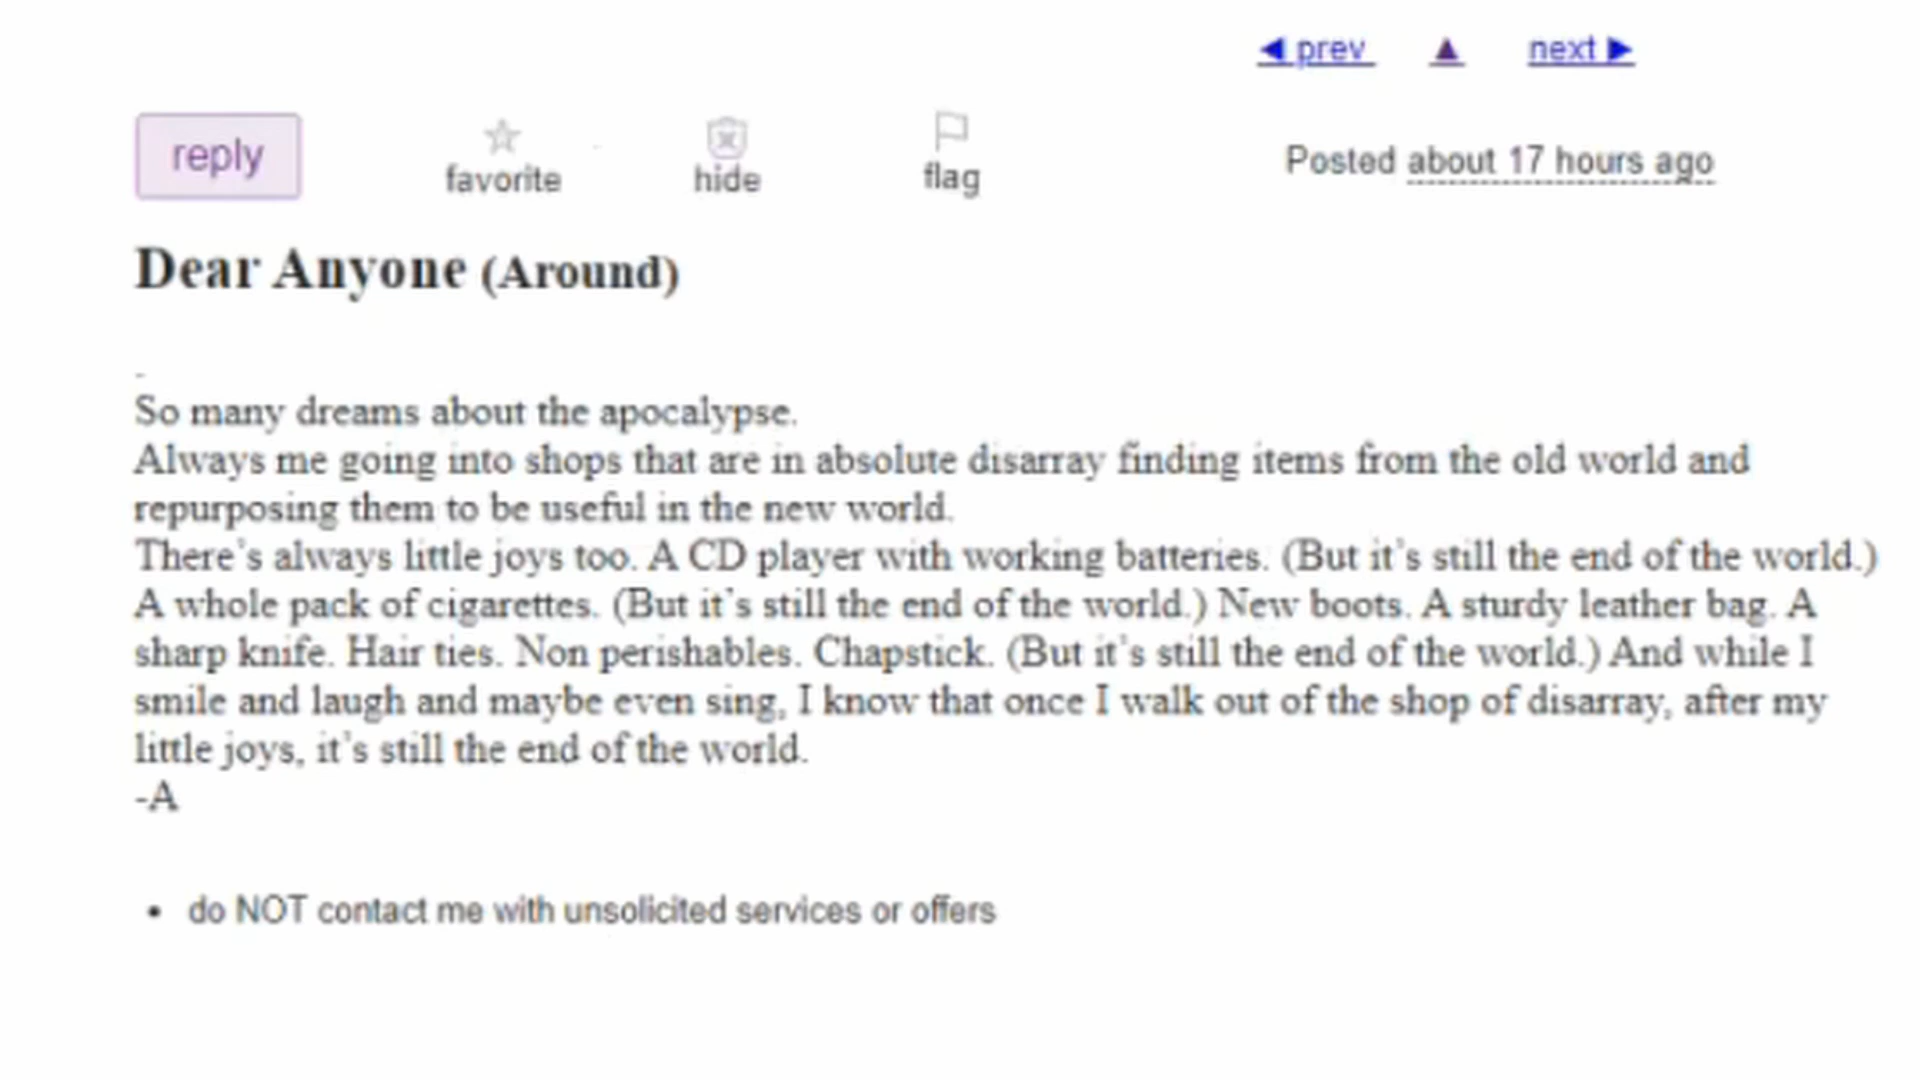 ◀ prev ▲ next ▶
reply favorite hide flag Posted about 17 hours ago
Dear Anyone (Around)
-
So many dreams about the apocalypse.
Always me going into shops that are in absolute disarray finding items from the old world and
repurposing them to be useful in the new world.
There's always little joys too. A CD player with working batteries. (But it's still the end of the world.)
A whole pack of cigarettes. (But it's still the end of the world.) New boots. A sturdy leather bag. A
sharp knife. Hair ties. Non perishables. Chapstick. (But it's still the end of the world.) And while I
smile and laugh and maybe even sing, I know that once I walk out of the shop of disarray, after my
little joys, it's still the end of the world.
-A
• do NOT contact me with unsolicited services or offers